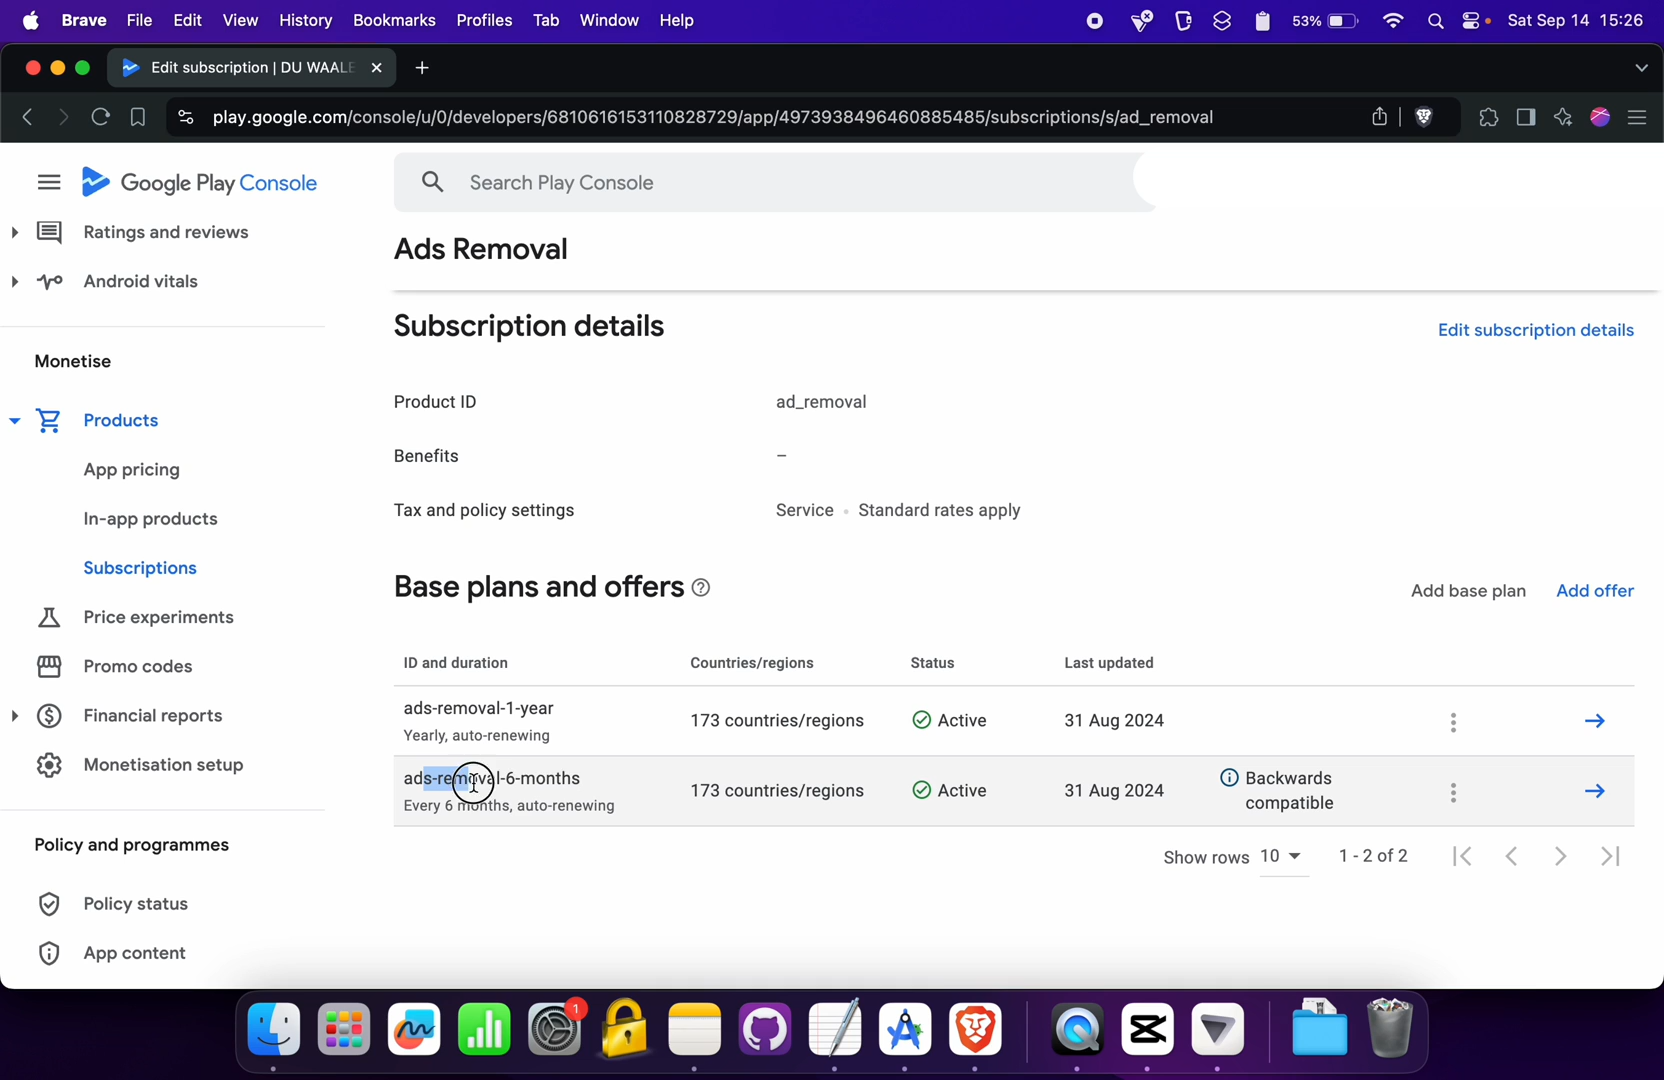 Brave File Edit View History Bookmarks Profiles Tab Window Help 53% Sat Sep 14 15:26
Edit subscription | DU WAALE
play.google.com/console/u/0/developers/6810616153110828729/app/4973938496460885485/subscriptions/s/ad_removal
Google Play Console
Search Play Console
Ratings and reviews
Android vitals
Monetise
Products
App pricing
In-app products
Subscriptions
Price experiments
Promo codes
Financial reports
Monetisation setup
Policy and programmes
Policy status
App content
Ads Removal
Subscription details
Edit subscription details
Product ID ad_removal
Benefits –
Tax and policy settings Service • Standard rates apply
Base plans and offers
Add base plan Add offer
ID and duration Countries/regions Status Last updated
ads-removal-1-year
Yearly, auto-renewing
173 countries/regions Active 31 Aug 2024
ads-removal-6-months
Every 6 months, auto-renewing
173 countries/regions Active 31 Aug 2024
Backwards
compatible
Show rows 10 1 - 2 of 2
1